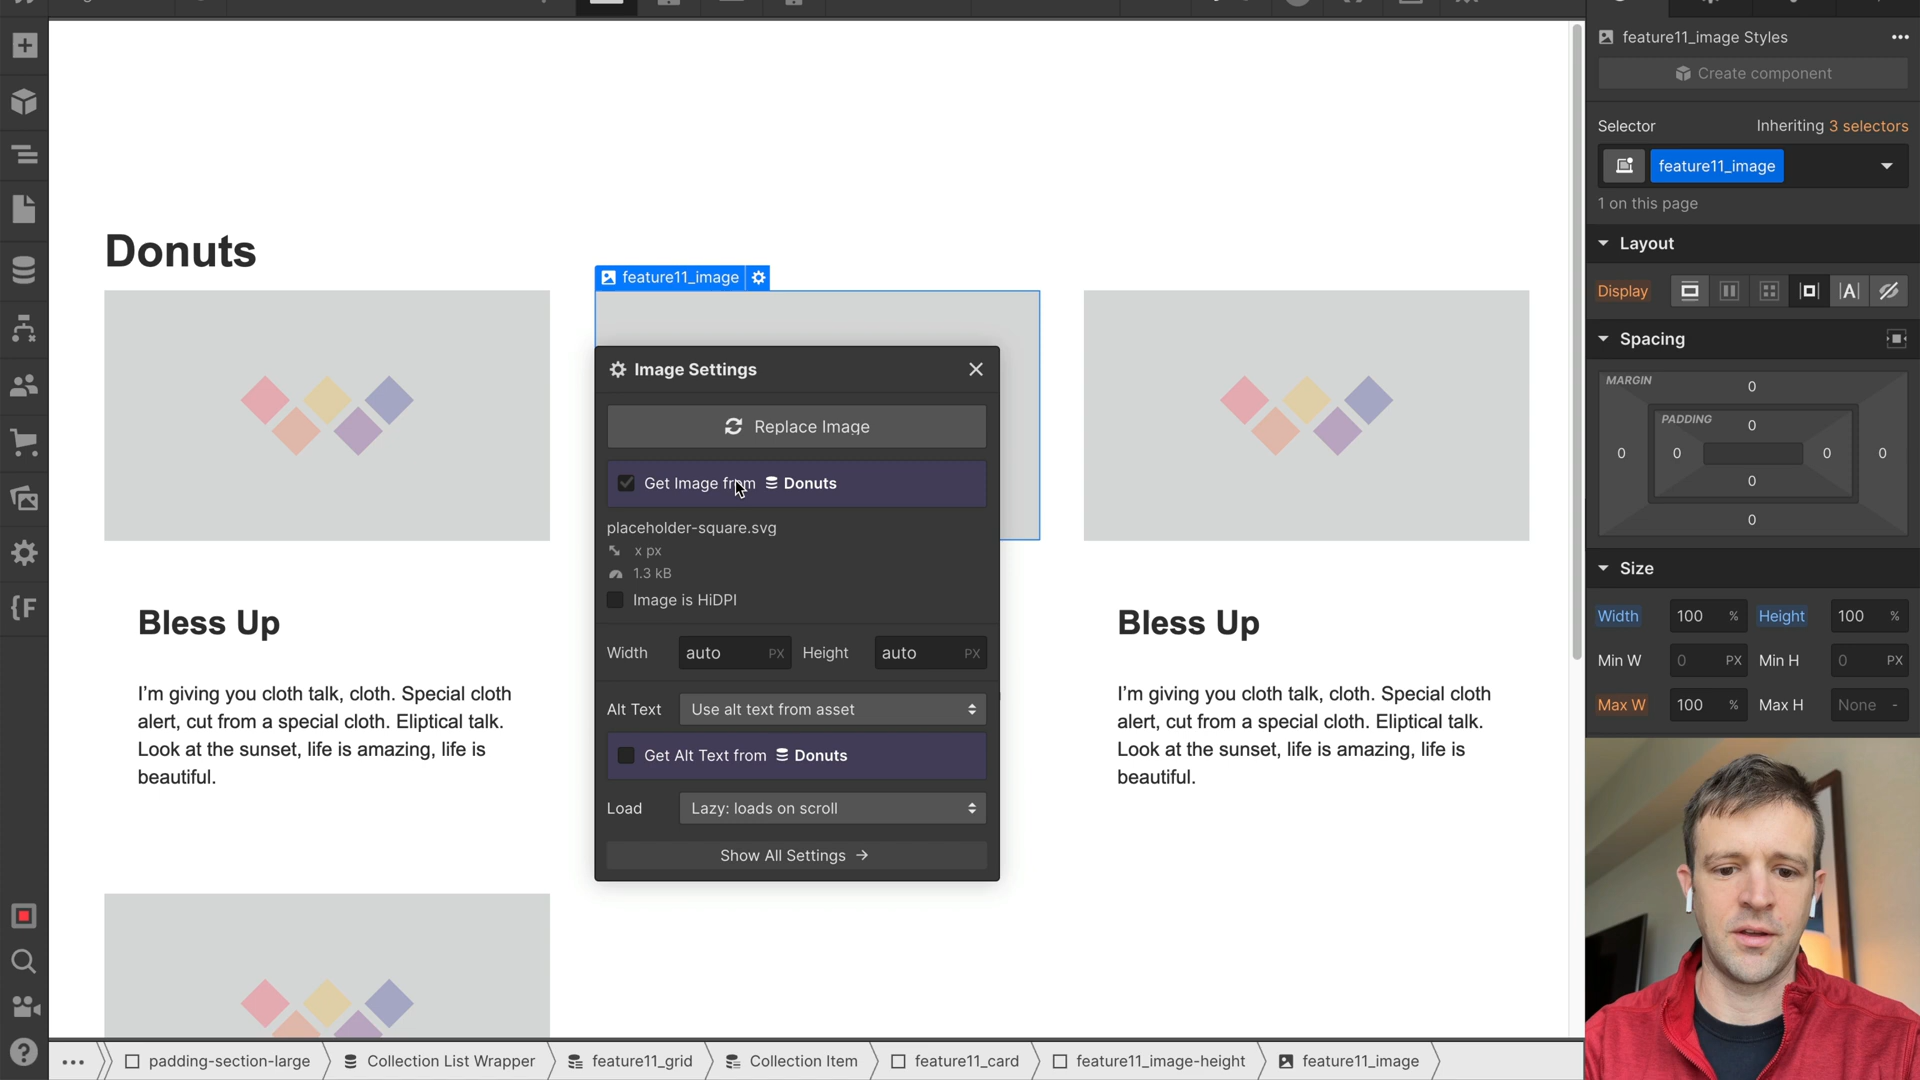 feature11_image Styles
Create component
Selector
Inheriting 3 selectors
feature11_image
1 on this page
Layout
Display
Spacing
MARGIN
0
PADDING
0
0
0
0
0
0
0
Size
Width 100 % Height 100 %
Min W 0 PX Min H 0 PX
Max W 100 % Max H None -
Donuts
feature11_image
Image Settings
Replace Image
Get Image from Donuts
placeholder-square.svg
x px
1.3 kB
Image is HiDPI
Width auto PX Height auto PX
Alt Text Use alt text from asset
Get Alt Text from Donuts
Load Lazy: loads on scroll
Show All Settings
Bless Up
I'm giving you cloth talk, cloth. Special cloth
alert, cut from a special cloth. Eliptical talk.
Look at the sunset, life is amazing, life is
beautiful.
Bless Up
I'm giving you cloth talk, cloth. Special cloth
alert, cut from a special cloth. Eliptical talk.
Look at the sunset, life is amazing, life is
beautiful.
padding-section-large
Collection List Wrapper
feature11_grid
Collection Item
feature11_card
feature11_image-height
feature11_image